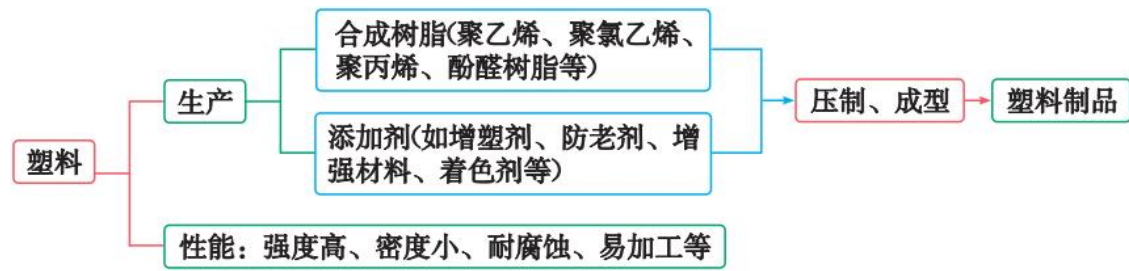 塑料
生产
合成树脂(聚乙烯、聚氯乙烯、
聚丙烯、酚醛树脂等)
添加剂(如增塑剂、防老剂、增
强材料、着色剂等)
压制、成型
塑料制品
性能：强度高、密度小、耐腐蚀、易加工等